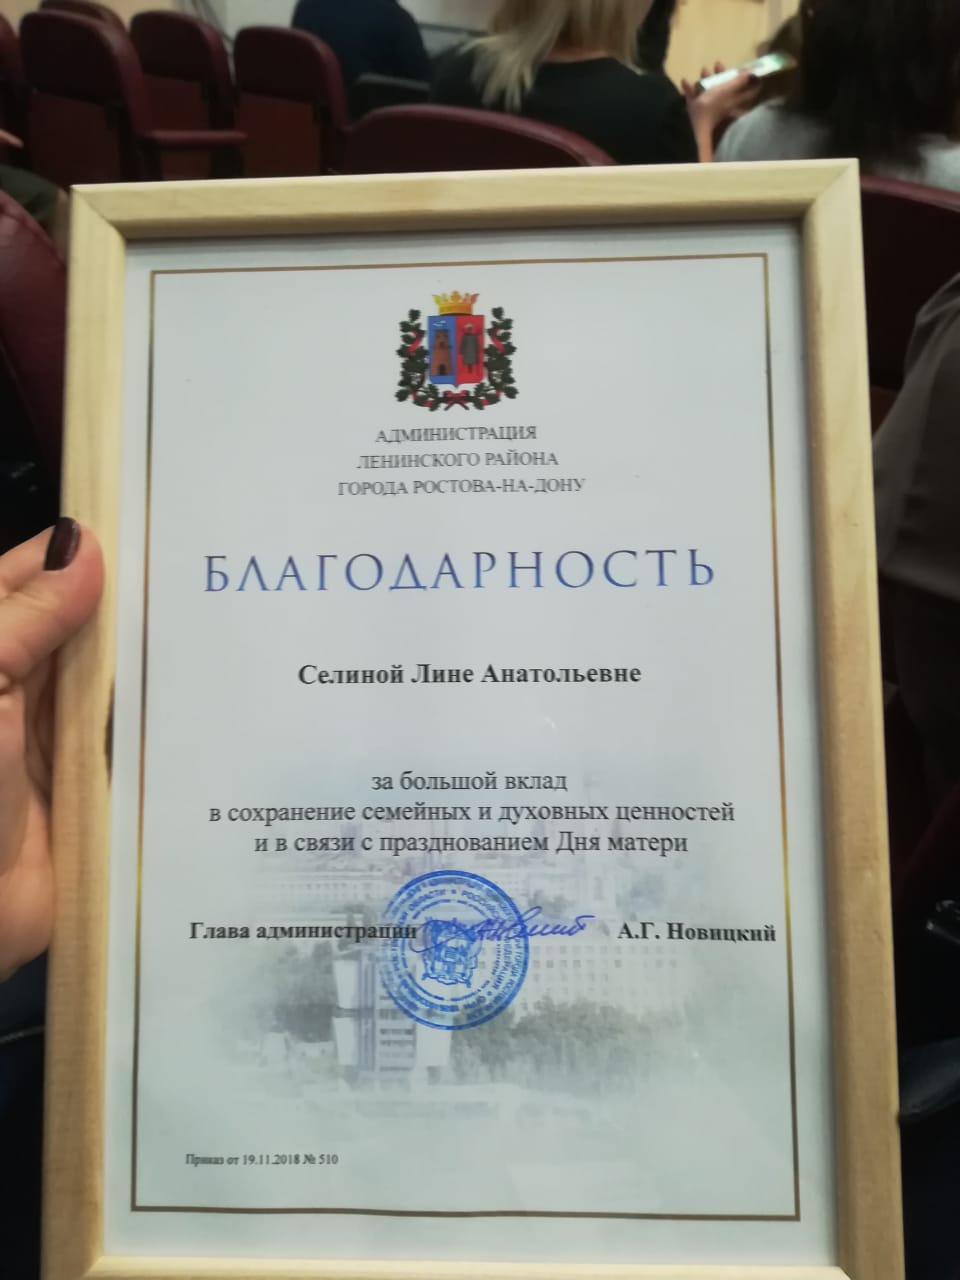 АДМИНИСТРАЦИЯ
ЛЕНИНСКОГО РАЙОНА
ГОРОДА РОСТОВА-НА-ДОНУ
БЛАГОДАРНОСТЬ
Селиной Лине Анатольевне
за большой вклад
в сохранение семейных и духовных ценностей
и в связи с празднованием Дня матери
Глава администрации А.Г. Новицкий
Приказ от 19.11.2018 № 510